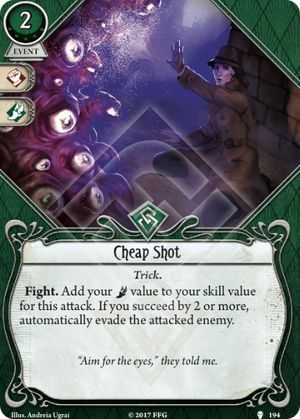 2
EVENT
Cheap Shot
Trick.
Fight. Add your value to your skill value
for this attack. If you succeed by 2 or more,
automatically evade the attacked enemy.
"Aim for the eyes," they told me.
Illus. Andreia Ugrai
© 2017 FFG
194